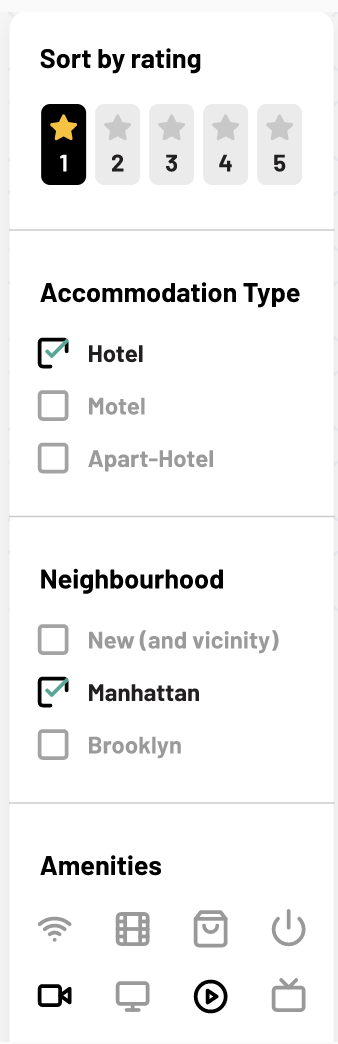 Sort by rating
1 2 3 4 5
Accommodation Type
Hotel
Motel
Apart-Hotel
Neighbourhood
New (and vicinity)
Manhattan
Brooklyn
Amenities